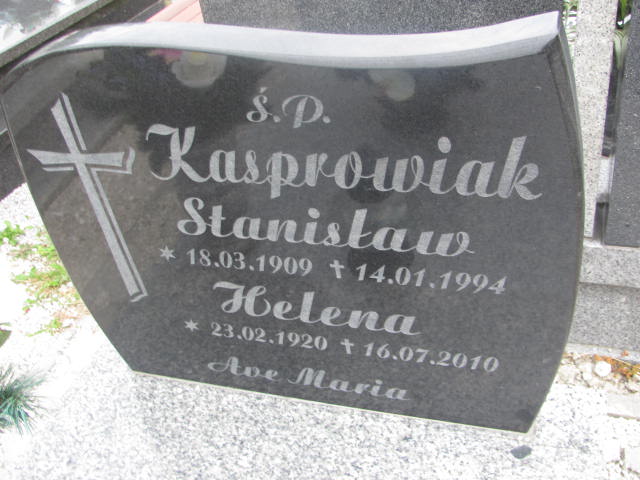 Ś.P.
Kasprowiak
Stanisław
* 18.03.1909 † 14.01.1994
Helena
* 23.02.1920 † 16.07.2010
Ave Maria